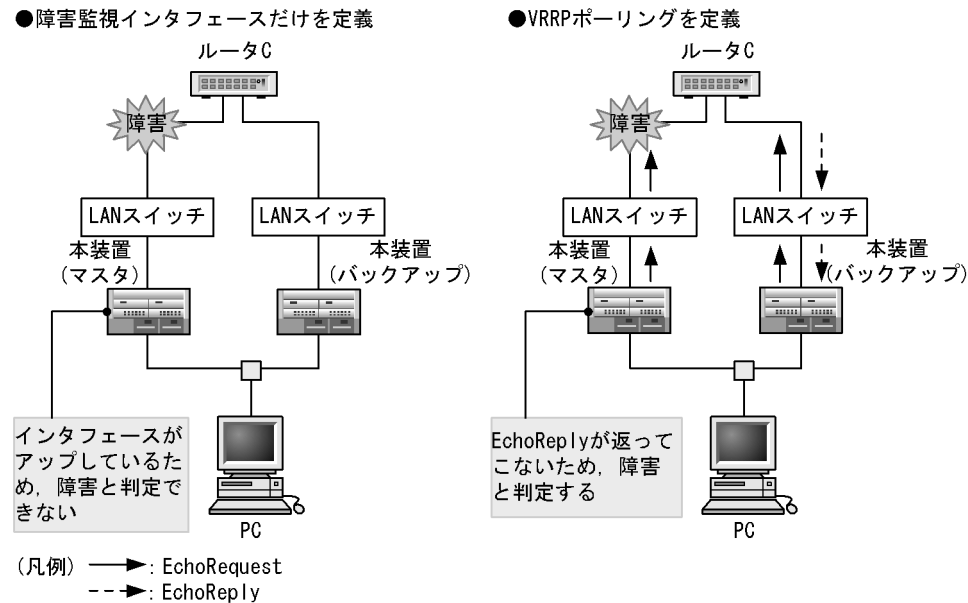 ●障害監視インタフェースだけを定義
ルータC
障害
LANスイッチ
LANスイッチ
本装置
(マスタ)
本装置
(バックアップ)
インタフェースが
アップしているた
め，障害と判定で
きない
PC
●VRRPポーリングを定義
ルータC
障害
LANスイッチ
LANスイッチ
本装置
(マスタ)
本装置
(バックアップ)
EchoReplyが返って
こないため，障害
と判定する
PC
(凡例)
: EchoRequest
: EchoReply